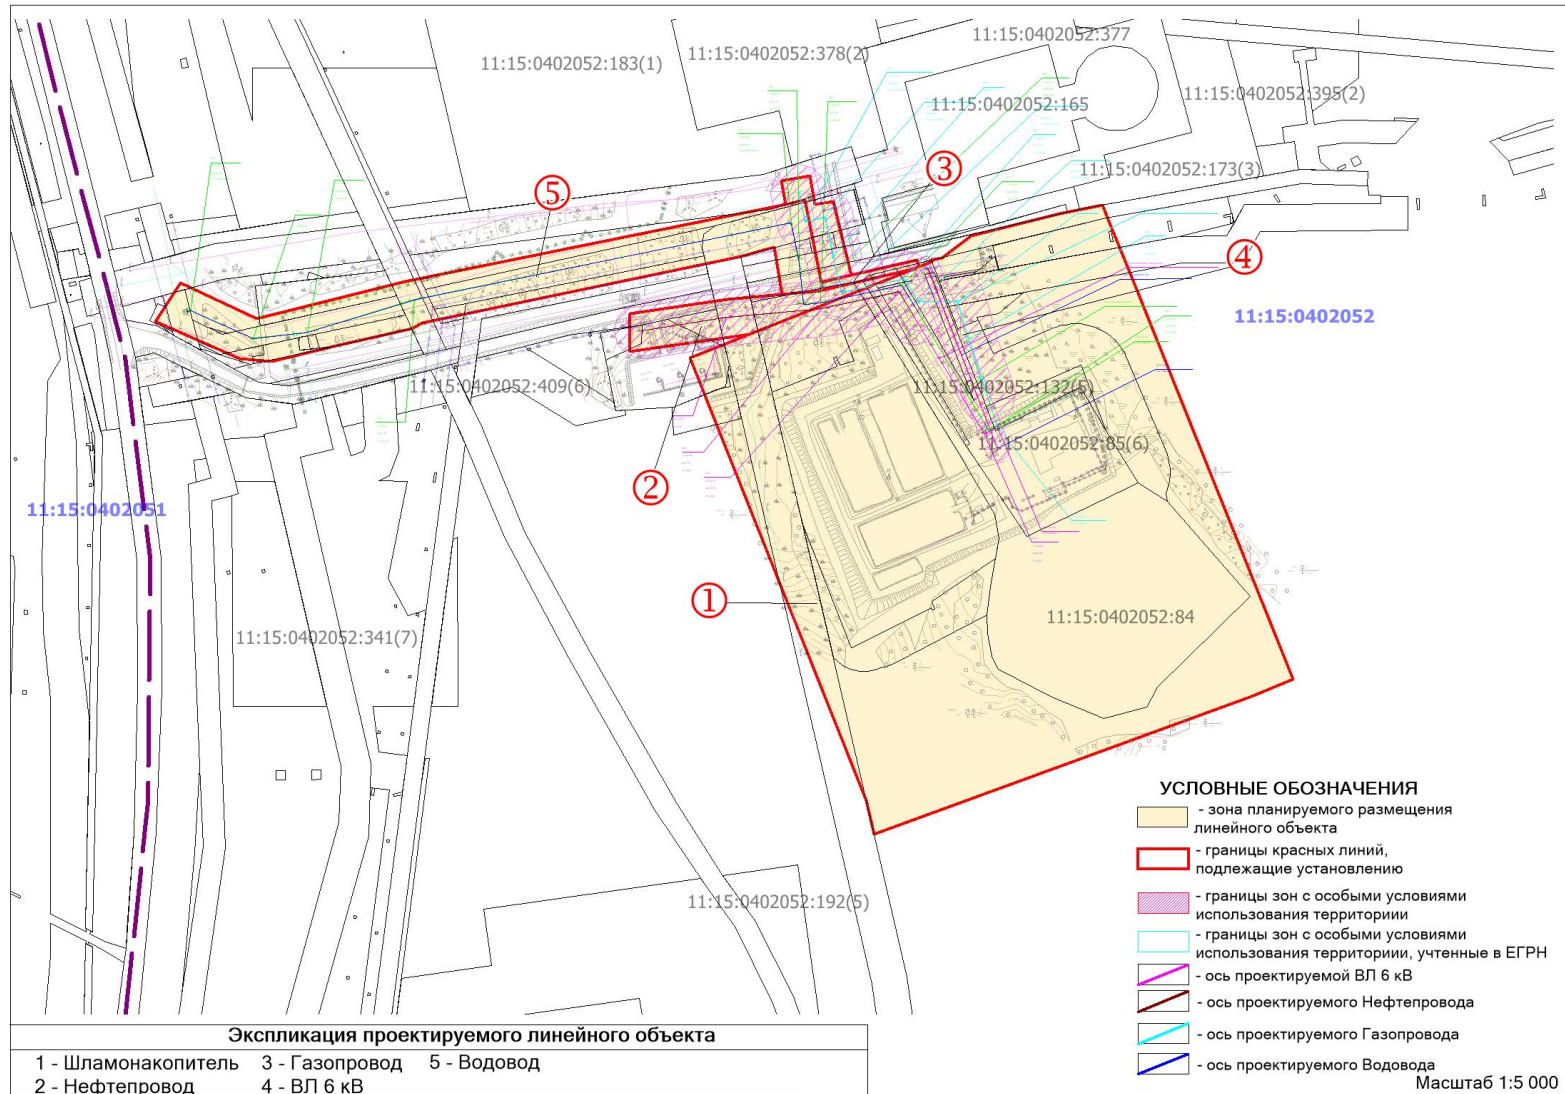 11:15:0402052:377
11:15:0402052:378(2)
11:15:0402052:183(1)
11:15:0402052:395(2)
11:15:0402052:165
3
11:15:0402052:173(3)
5
4
11:15:0402052
11:15:0402052:409(6)
11:15:0402052:132(5)
11:15:0402052:85(6)
2
11:15:0402051
1
11:15:0402052:84
11:15:0402052:341(7)
11:15:0402052:192(5)
УСЛОВНЫЕ ОБОЗНАЧЕНИЯ
- зона планируемого размещения
линейного объекта
- границы красных линий,
подлежащие установлению
- границы зон с особыми условиями
использования территориии
- границы зон с особыми условиями
использования территориии, учтенные в ЕГРН
- ось проектируемой ВЛ 6 кВ
- ось проектируемого Нефтепровода
- ось проектируемого Газопровода
- ось проектируемого Водовода
Масштаб 1:5 000
Экспликация проектируемого линейного объекта
1 - Шламонакопитель 3 - Газопровод 5 - Водовод
2 - Нефтепровод 4 - ВЛ 6 кВ